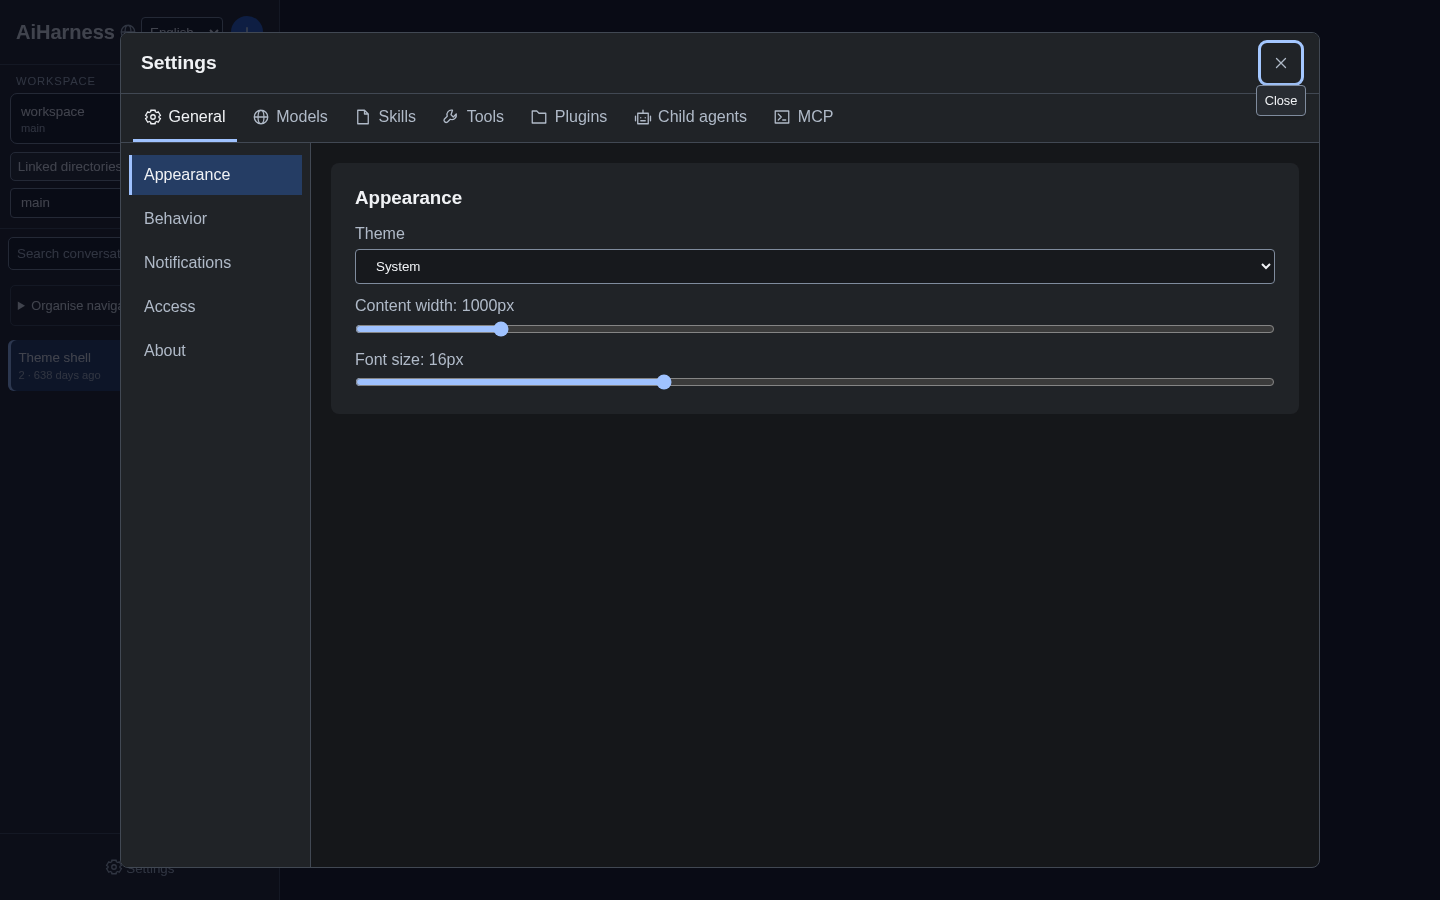 AiHarness
English
WORKSPACE
workspace
main
Linked directories
main
Search conversat
Organise naviga
Theme shell
2 · 638 days ago
Settings
Settings
Close
General
Models
Skills
Tools
Plugins
Child agents
MCP
Appearance
Behavior
Notifications
Access
About
Appearance
Theme
System
Content width: 1000px
Font size: 16px